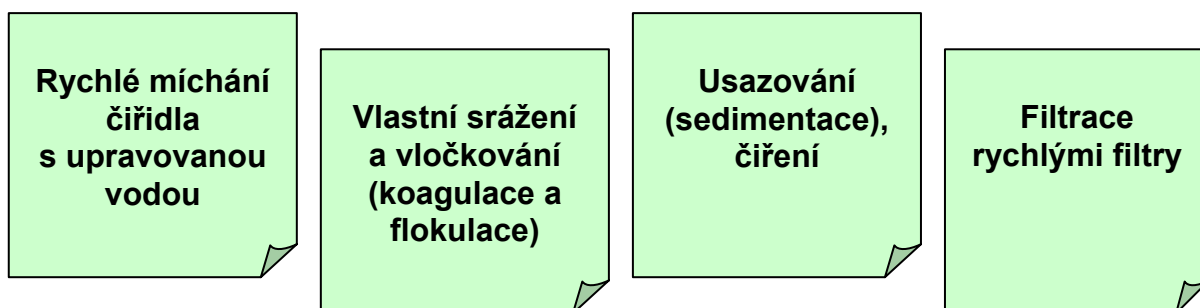 Rychlé míchání
čiřidla
s upravovanou
vodou
Vlastní srážení
a vločkování
(koagulace a
flokulace)
Usazování
(sedimentace),
čiření
Filtrace
rychlými filtry